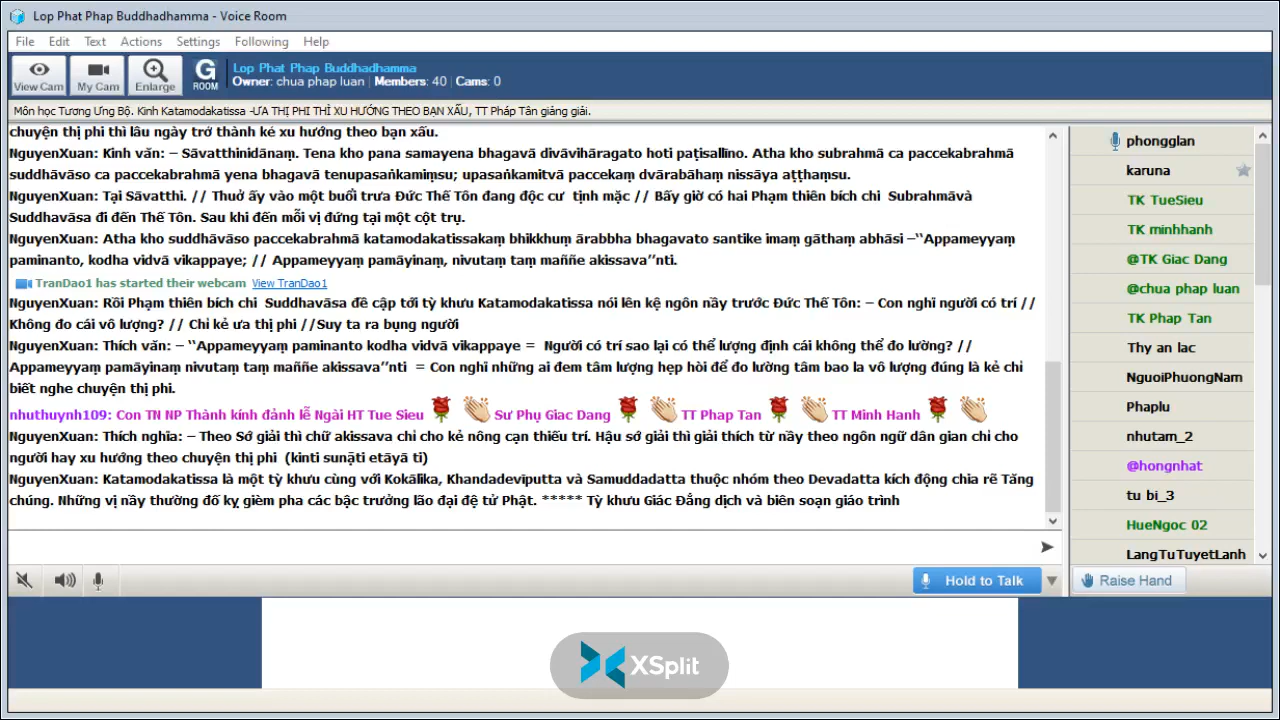 Lop Phat Phap Buddhadhamma - Voice Room
File Edit Text Actions Settings Following Help
View Cam My Cam Enlarge G ROOM
Lop Phat Phap Buddhadhamma
Owner: chua phap luan | Members: 40 | Cams: 0
Môn học Tương Ưng Bộ. Kinh Katamodakatissa -ƯA THỊ PHI THÌ XU HƯỚNG THEO BẠN XẤU, TT Pháp Tân giảng giải.
chuyện thị phi thì lâu ngày trở thành kẻ xu hướng theo bạn xấu.
NguyenXuan: Kinh văn: – Sāvatthinidānaṃ. Tena kho pana samayena bhagavā divāvihāragato hoti paṭisallīno. Atha kho subrahmā ca paccekabrahmā
suddhāvāso ca paccekabrahmā yena bhagavā tenupasaṅkamiṃsu; upasaṅkamitvā paccekaṃ dvārabāhaṃ nissāya aṭṭhaṃsu.
NguyenXuan: Tại Sāvatthi. // Thuở ấy vào một buổi trưa Đức Thế Tôn đang độc cư tịnh mặc // Bấy giờ có hai Phạm thiên bích chi Subrahmāvà
Suddhavāsa đi đến Thế Tôn. Sau khi đến mỗi vị đứng tại một cột trụ.
NguyenXuan: Atha kho suddhāvāso paccekabrahmā katamodakatissakaṃ bhikkhuṃ ārabbha bhagavato santike imaṃ gāthaṃ abhāsi –‘‘Appameyyaṃ
paminanto, kodha vidvā vikappaye; // Appameyyaṃ pamāyinaṃ, nivutaṃ taṃ maññe akissava’’nti.
TranDao1 has started their webcam View TranDao1
NguyenXuan: Rồi Phạm thiên bích chi Suddhavāsa đề cập tới tỳ khưu Katamodakatissa nói lên kệ ngôn nầy trước Đức Thế Tôn: – Con nghĩ người có trí //
Không đo cái vô lượng? // Chỉ kẻ ưa thị phi //Suy ta ra bụng người
NguyenXuan: Thích văn: – ‘‘Appameyyaṃ paminanto kodha vidvā vikappaye = Người có trí sao lại có thể lượng định cái không thể đo lường? //
Appameyyaṃ pamāyinaṃ nivutaṃ taṃ maññe akissava’’nti = Con nghĩ những ai đem tâm lượng hẹp hòi để đo lường tâm bao la vô lượng đúng là kẻ chỉ
biết nghe chuyện thị phi.
nhuthuynh109: Con TN NP Thành kính đảnh lễ Ngài HT Tue Sieu Sư Phụ Giac Dang TT Phap Tan TT Minh Hanh
NguyenXuan: Thích nghĩa: – Theo Sớ giải thì chữ akissava chỉ cho kẻ nông cạn thiếu trí. Hậu sớ giải thì giải thích từ nầy theo ngôn ngữ dân gian chỉ cho
người hay xu hướng theo chuyện thị phi (kinti suṇāti etāyā ti)
NguyenXuan: Katamodakatissa là một tỳ khưu cùng với Kokālika, Khandadevīputta và Samuddadatta thuộc nhóm theo Devadatta kích động chia rẽ Tăng
chúng. Những vị nầy thường đố kỵ gièm pha các bậc trưởng lão đại đệ tử Phật. ***** Tỳ khưu Giác Đẳng dịch và biên soạn giáo trình
Hold to Talk
phongglan
karuna
TK TueSieu
TK minhhanh
@TK Giac Dang
@chua phap luan
TK Phap Tan
Thy an lac
NguoiPhuongNam
Phaplu
nhutam_2
@hongnhat
tu bi_3
HueNgoc 02
LangTuTuyetLanh
Raise Hand
XSplit